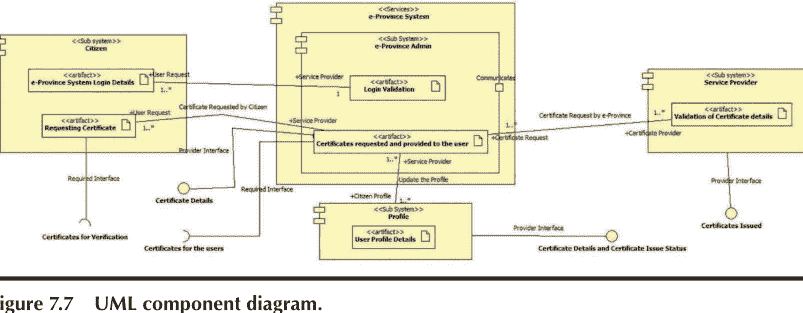 <<Services>>
e-Province System
<<Sub System>>
e-Province Admin
<<Sub system>>
Citizen
<<artifact>>
e-Province System Login Details
+User Request
1..*
+Service Provider
1
<<artifact>>
Login Validation
Communicates
<<Sub system>>
Service Provider
<<artifact>>
Requesting Certificate
+User Request
1..*
Certificate Requested by Citizen
+Service Provider
<<artifact>>
Certificates requested and provided to the user
1..*
+Certificate Request
Certificate Request by e-Province
1..*
+Certificate Provider
<<artifact>>
Validation of Certificate details
Provider Interface
1..*
+Service Provider
Update the Profile
Required Interface
Required Interface
Provider Interface
Certificate Details
+Citizen Profile
1..*
<<Sub System>>
Profile
<<artifact>>
User Profile Details
Provider Interface
Certificates Issued
Certificates for Verification
Certificates for the users
Certificate Details and Certificate Issue Status
igure 7.7 UML component diagram.